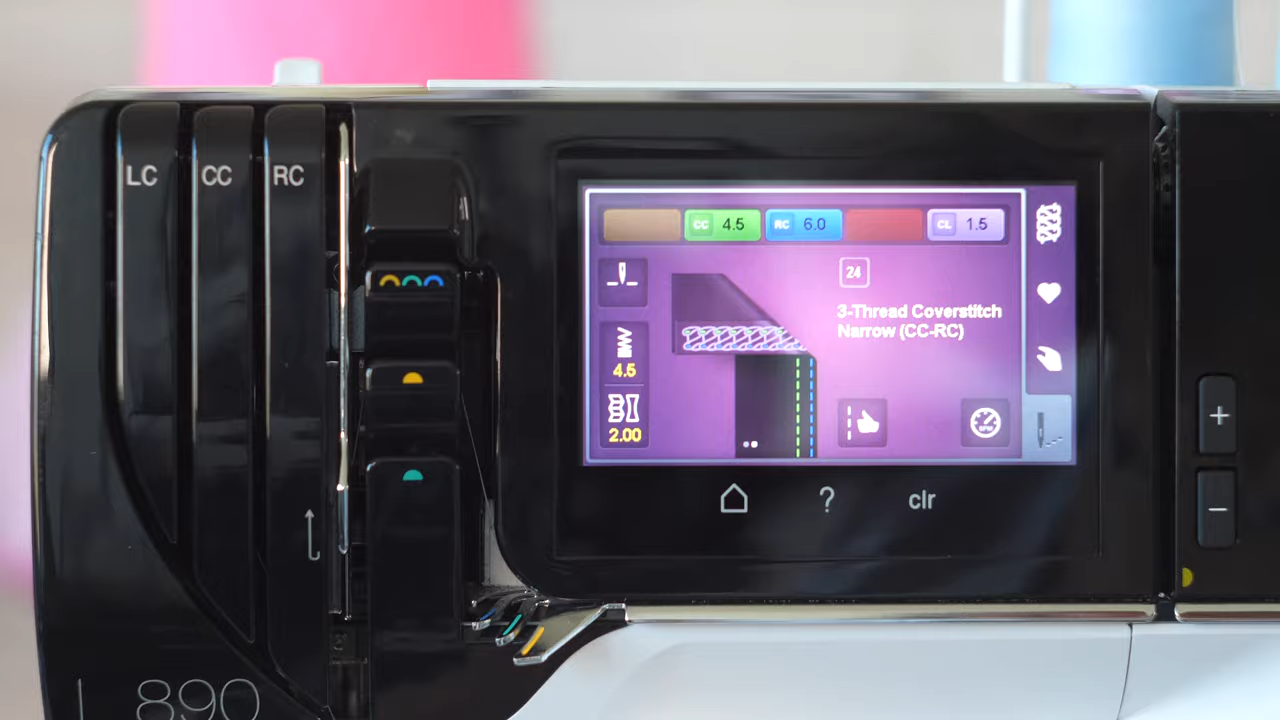 LC
CC
RC
CC 4.5
RC 6.0
CL 1.5
24
3-Thread Coverstitch
Narrow (CC-RC)
4.5
2.00
SPM
? clr
+
−
L 890